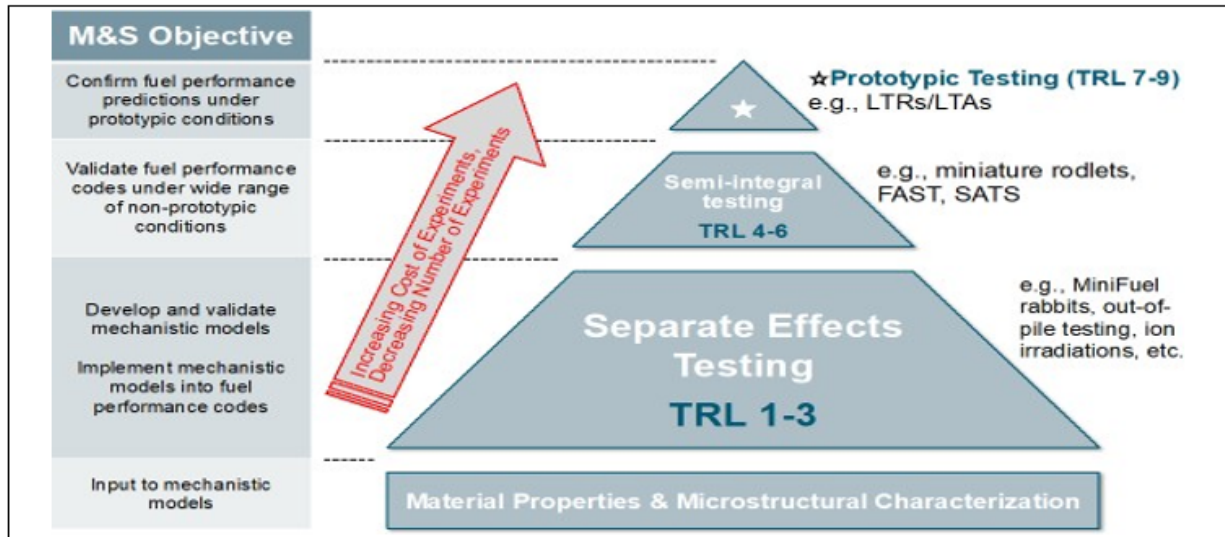 M&S Objective
Confirm fuel performance
predictions under
prototypic conditions
Validate fuel performance
codes under wide range
of non-prototypic
conditions
Develop and validate
mechanistic models
Implement mechanistic
models into fuel
performance codes
Input to mechanistic
models
Increasing Cost of Experiments,
Decreasing Number of Experiments
☆Prototypic Testing (TRL 7-9)
e.g., LTRs/LTAs
Semi-integral
testing
TRL 4-6
e.g., miniature rodlets,
FAST, SATS
Separate Effects
Testing
TRL 1-3
e.g., MiniFuel
rabbits, out-of-
pile testing, ion
irradiations, etc.
Material Properties & Microstructural Characterization